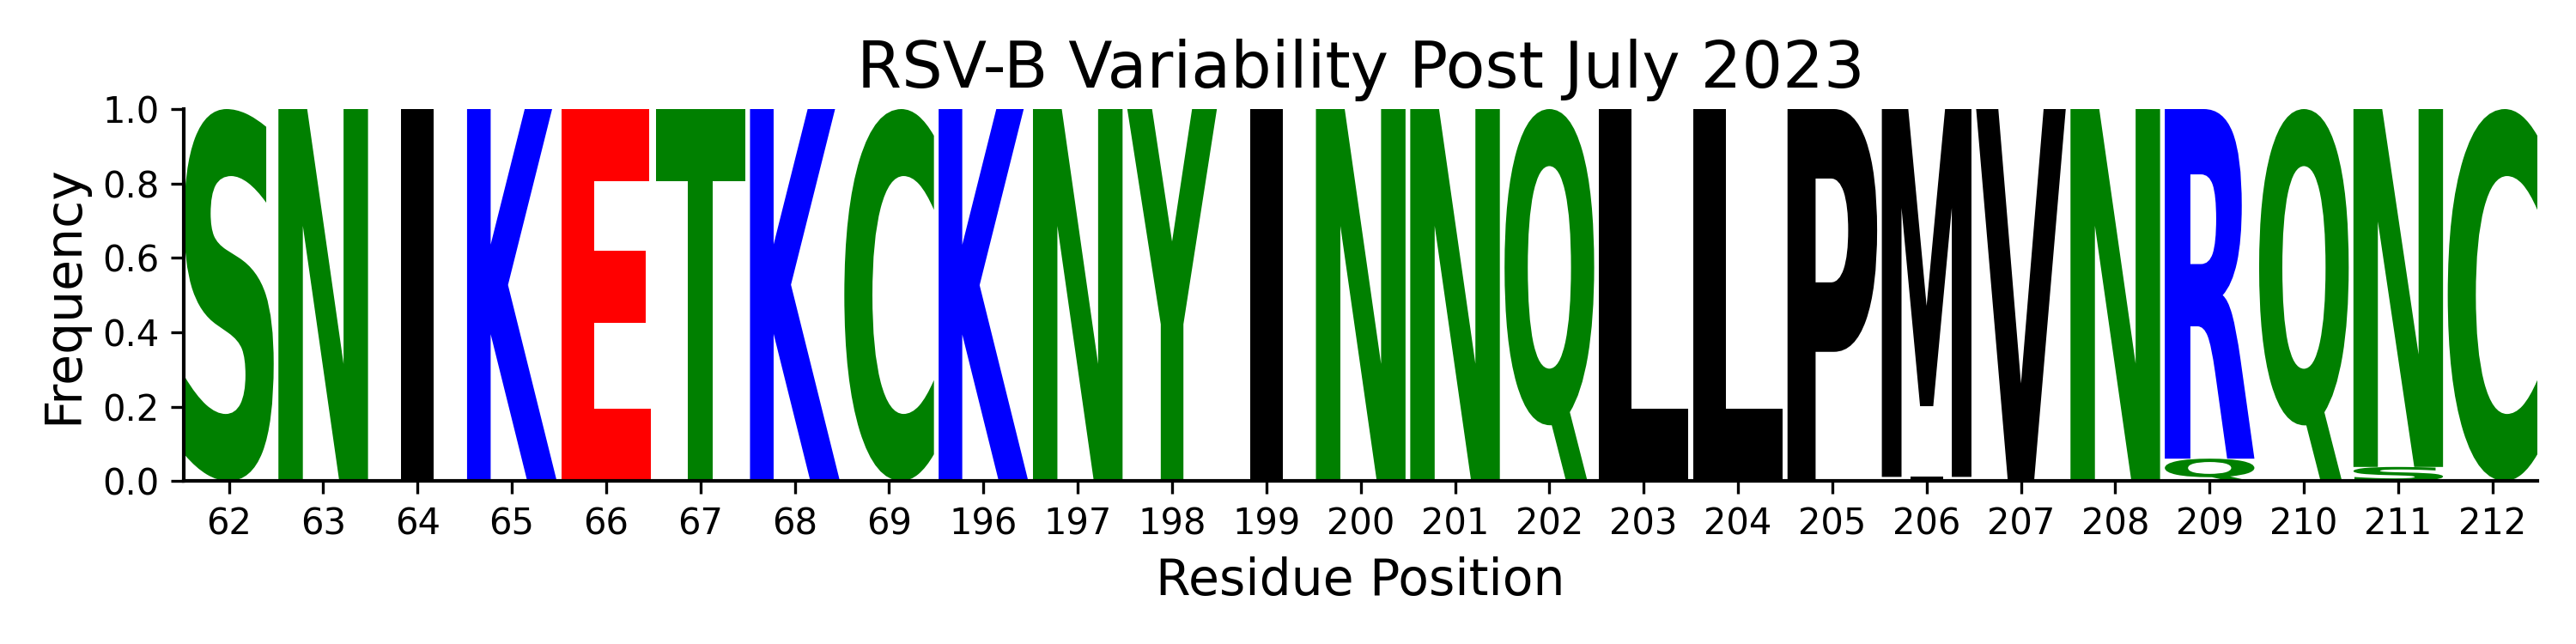 RSV-B Variability Post July 2023
Frequency
1.0
0.8
0.6
0.4
0.2
0.0
SNIKETKCKNYINNQLLPMVNRQNC
QS
62 63 64 65 66 67 68 69 196 197 198 199 200 201 202 203 204 205 206 207 208 209 210 211 212
Residue Position